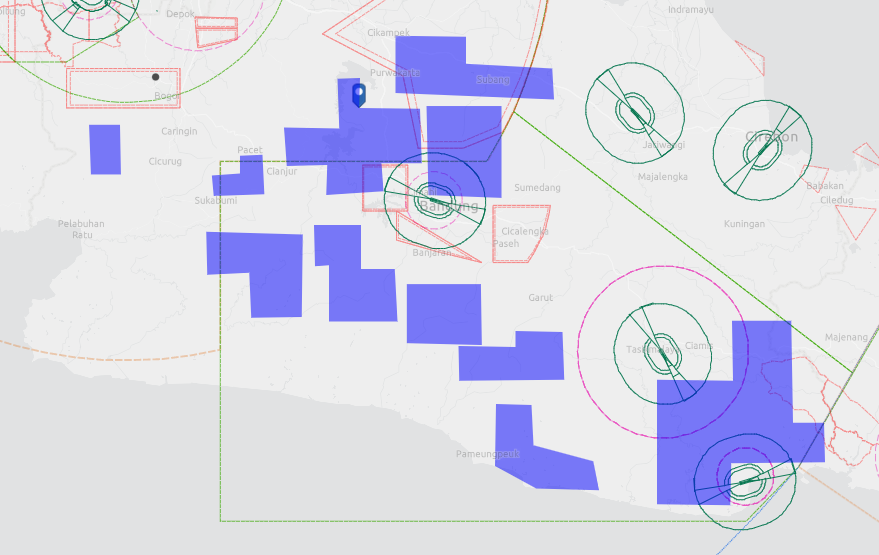 Indramayu
Depok
Cikampek
Purwakarta
Subang
Bogor
Caringin
Cirebon
Jatiwangi
Pacet
Cicurug
Cianjur
Majalengka
Babakan
Sumedang
Ciledug
Sukabumi
Bandung
Pelabuhan
Ratu
Kuningan
Cicalengka
Paseh
Banjaran
Garut
Majenang
Tasikmalaya
Ciamis
Pameungpeuk